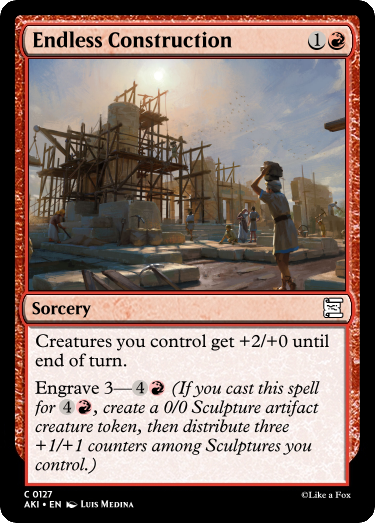 Endless Construction 1
Sorcery
Creatures you control get +2/+0 until
end of turn.
Engrave 3—4 (If you cast this spell
for 4, create a 0/0 Sculpture artifact
creature token, then distribute three
+1/+1 counters among Sculptures you
control.)
C 0127
AKI • EN Luis Medina
©Like a Fox